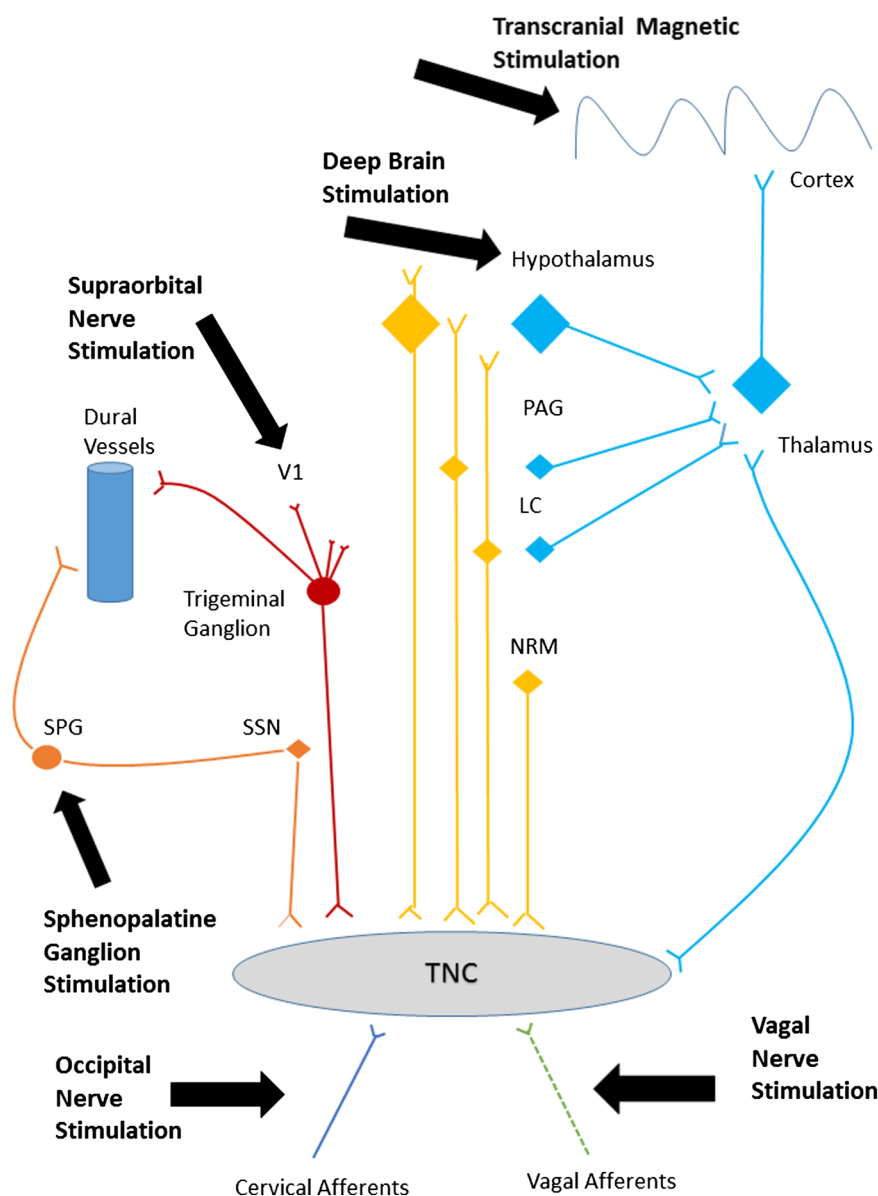 Transcranial Magnetic
Stimulation
Deep Brain
Stimulation
Cortex
Hypothalamus
Supraorbital
Nerve
Stimulation
Dural
Vessels
V1
PAG
Thalamus
LC
Trigeminal
Ganglion
NRM
SPG
SSN
Sphenopalatine
Ganglion
Stimulation
TNC
Occipital
Nerve
Stimulation
Vagal
Nerve
Stimulation
Cervical Afferents
Vagal Afferents